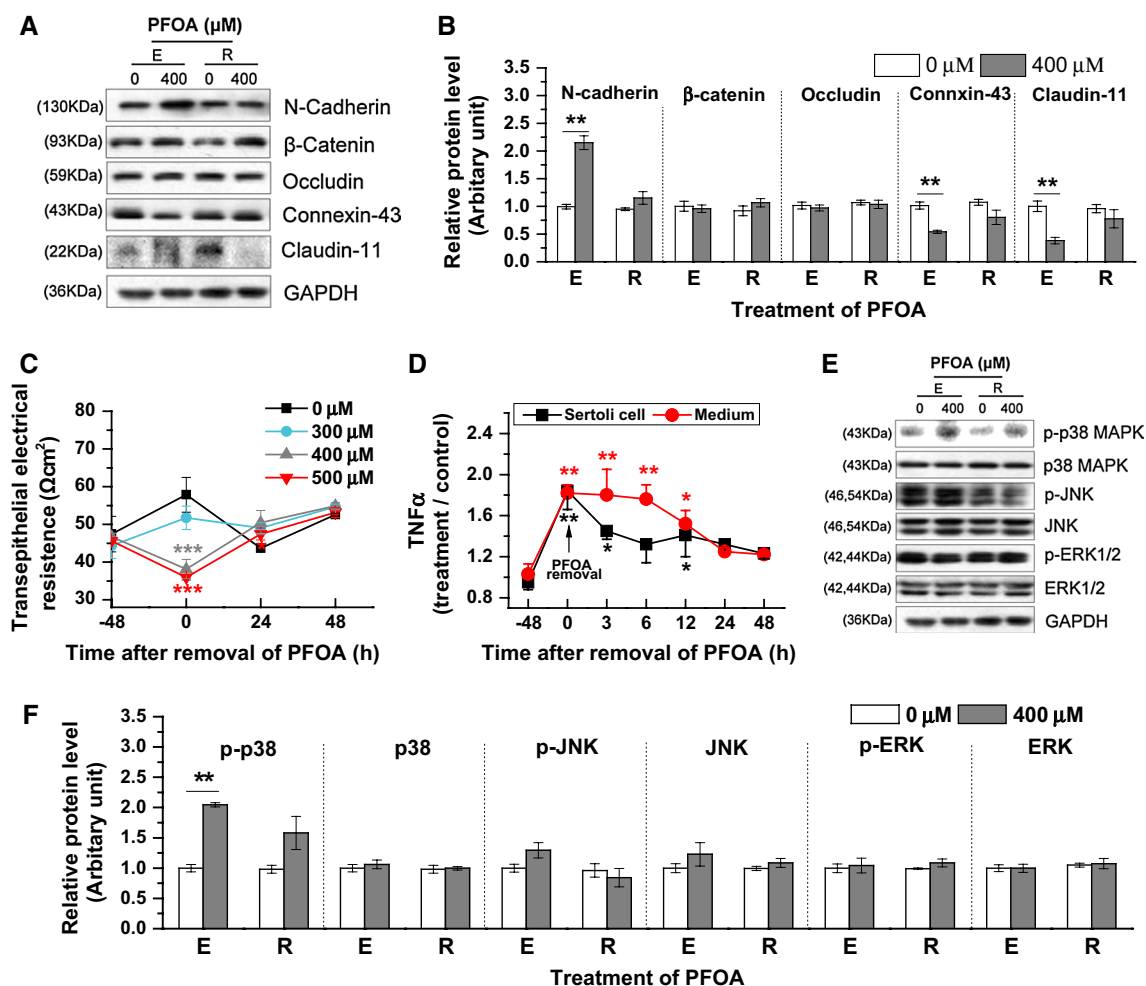 A
PFOA (µM)
E R
0 400 0 400
(130KDa) N-Cadherin
(93KDa) β-Catenin
(59KDa) Occludin
(43KDa) Connexin-43
(22KDa) Claudin-11
(36KDa) GAPDH
B
0 µM 400 µM
Relative protein level
(Arbitary unit)
3.5
3.0
2.5
2.0
1.5
1.0
0.5
0.0
N-cadherin β-catenin Occludin Connxin-43 Claudin-11
** ** **
E R E R E R E R E R
Treatment of PFOA
C
Transepithelial electrical
resistence (Ωcm²)
80
70
60
50
40
30
0 µM
300 µM
400 µM
500 µM
***
***
-48 0 24 48
Time after removal of PFOA (h)
D
TNFα
(treatment / control)
2.4
2.0
1.6
1.2
0.8
Sertoli cell Medium
** ** ** *
** * *
PFOA
removal
-48 0 3 6 12 24 48
Time after removal of PFOA (h)
E
PFOA (µM)
E R
0 400 0 400
(43KDa) p-p38 MAPK
(43KDa) p38 MAPK
(46,54KDa) p-JNK
(46,54KDa) JNK
(42,44KDa) p-ERK1/2
(42,44KDa) ERK1/2
(36KDa) GAPDH
F
0 µM 400 µM
Relative protein level
(Arbitary unit)
3.5
3.0
2.5
2.0
1.5
1.0
0.5
0.0
p-p38 p38 p-JNK JNK p-ERK ERK
**
E R E R E R E R E R E R
Treatment of PFOA